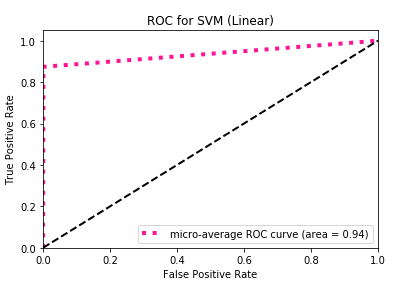 ROC for SVM (Linear)
1.0
0.8
0.6
0.4
0.2
0.0
True Positive Rate
micro-average ROC curve (area = 0.94)
0.0 0.2 0.4 0.6 0.8 1.0
False Positive Rate